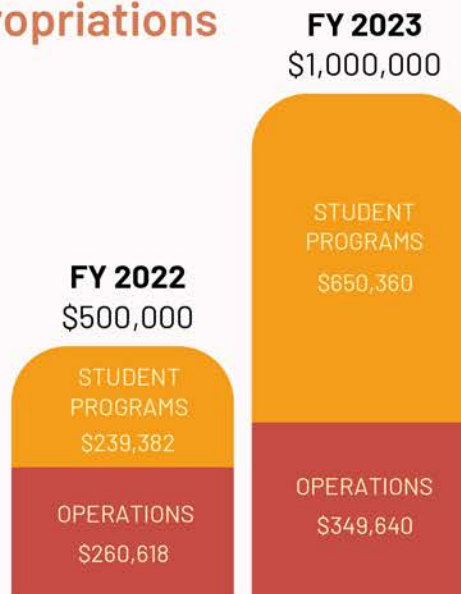 ropriations
FY 2023
$1,000,000
STUDENT
PROGRAMS
$650,360
FY 2022
$500,000
STUDENT
PROGRAMS
$239,382
OPERATIONS
$349,640
OPERATIONS
$260,618